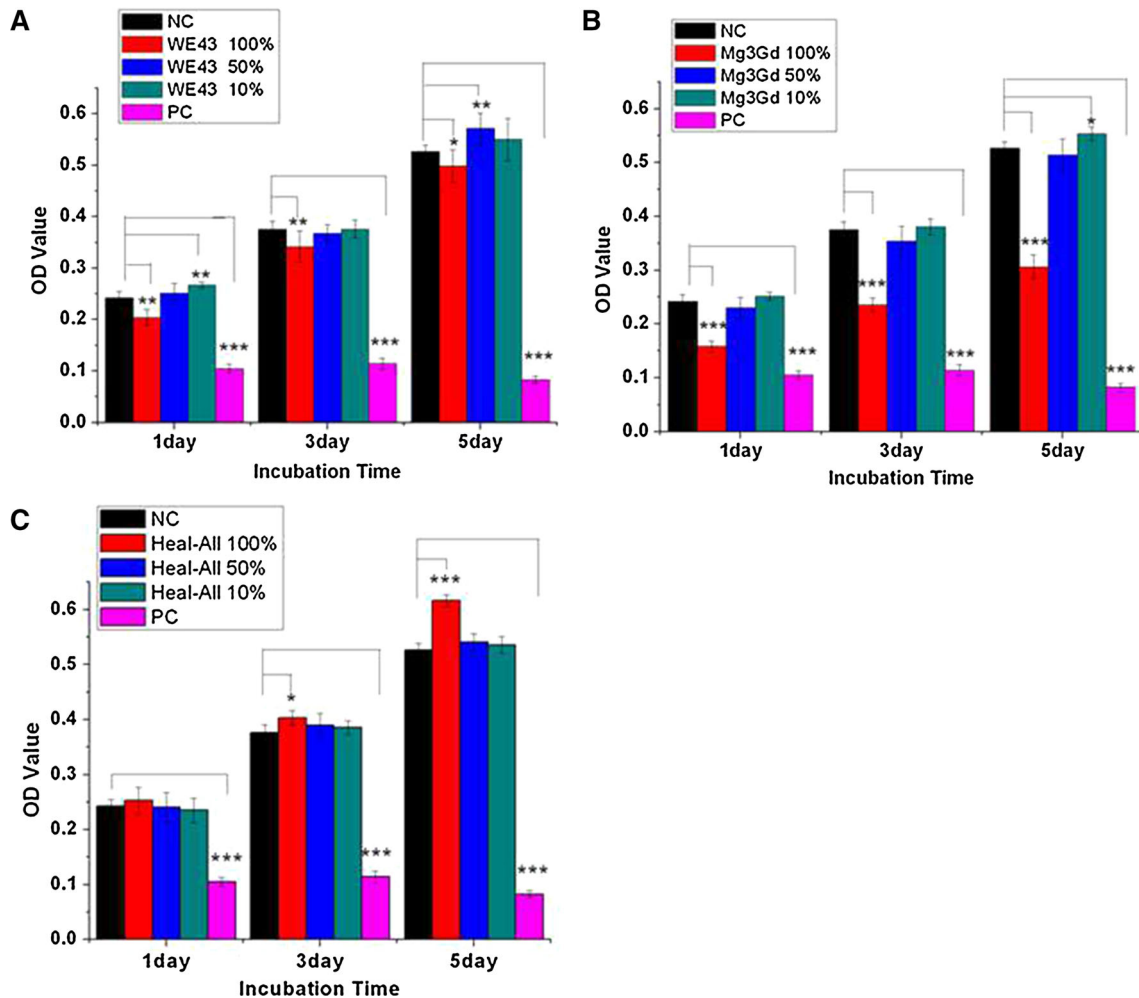 A
NC
WE43 100%
WE43 50%
WE43 10%
PC
OD Value
0.6
0.5
0.4
0.3
0.2
0.1
0.0
**
**
***
**
***
*
**
***
1day
3day
5day
Incubation Time
B
NC
Mg3Gd 100%
Mg3Gd 50%
Mg3Gd 10%
PC
OD Value
0.6
0.5
0.4
0.3
0.2
0.1
0.0
***
***
***
***
***
*
***
1day
3day
5day
Incubation Time
C
NC
Heal-All 100%
Heal-All 50%
Heal-All 10%
PC
OD Value
0.6
0.5
0.4
0.3
0.2
0.1
0.0
***
*
***
***
***
1day
3day
5day
Incubation Time